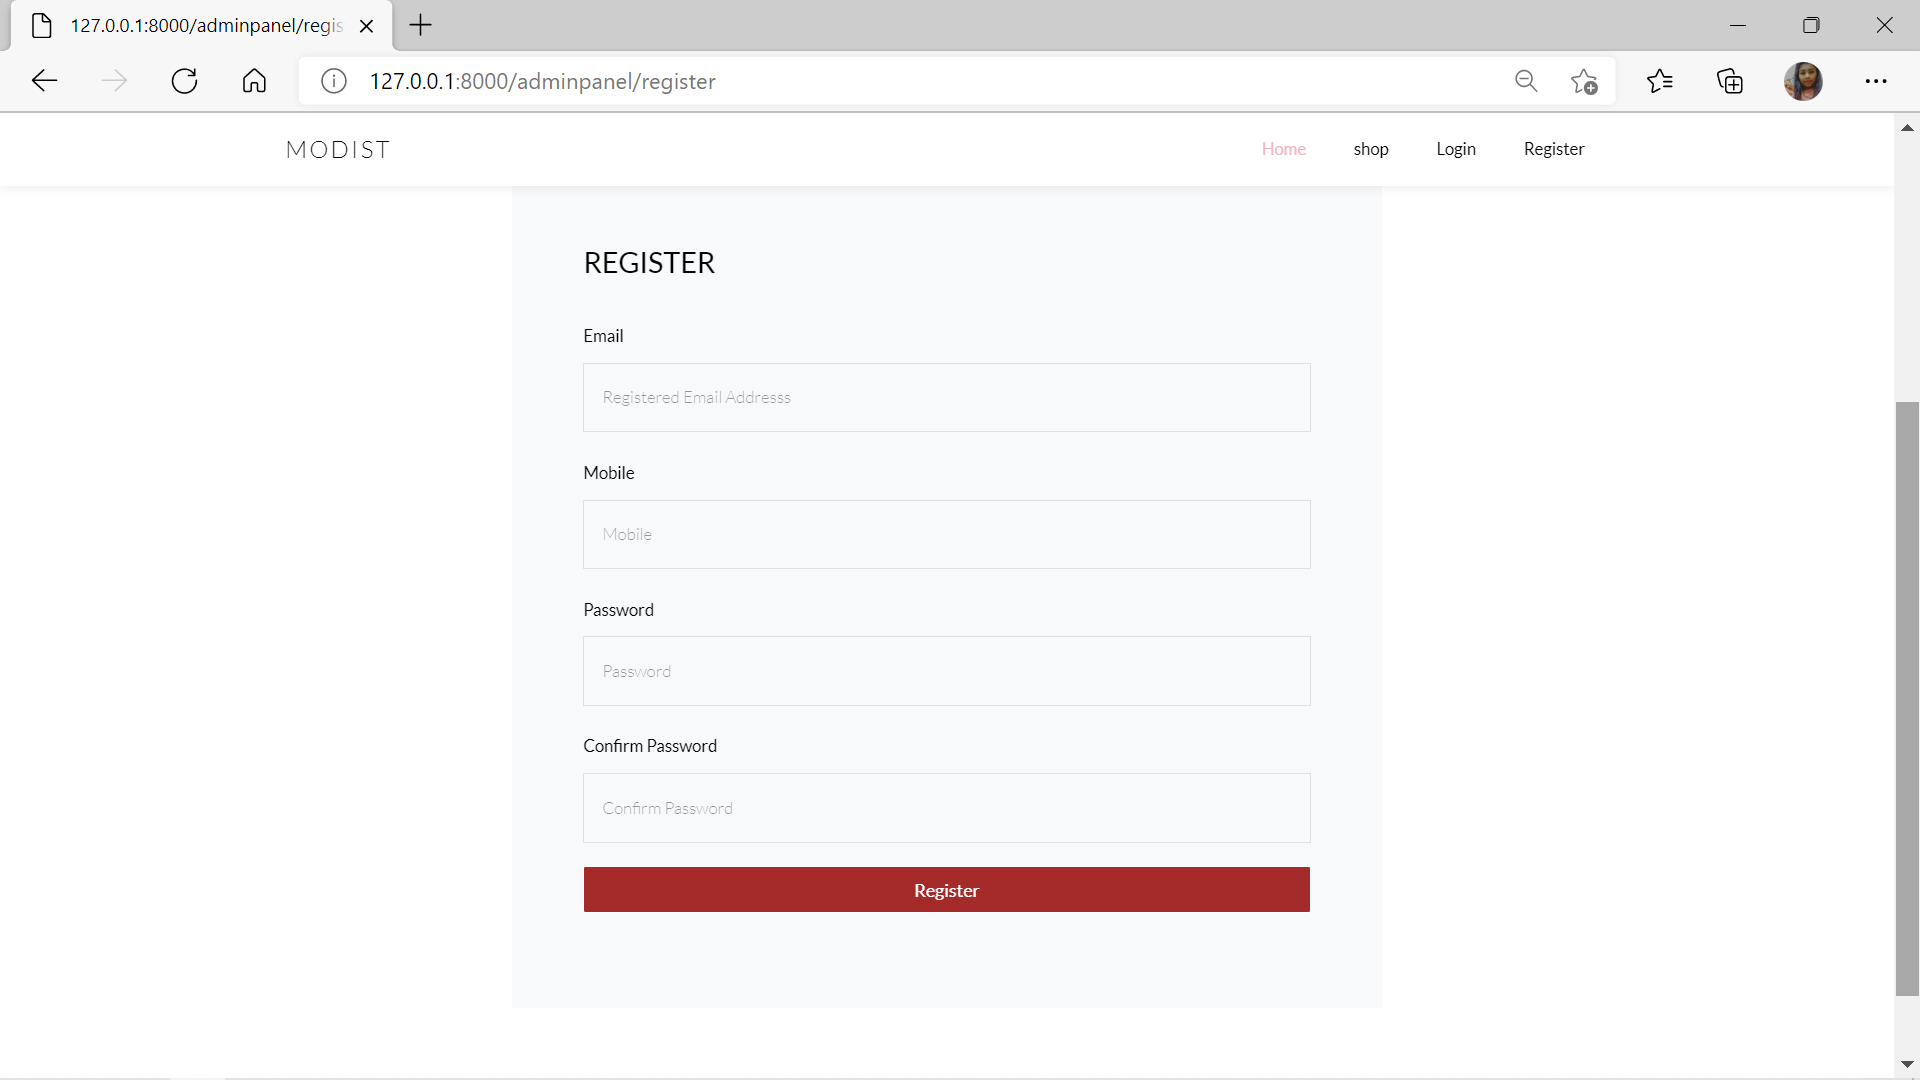 127.0.0.1:8000/adminpanel/regis
127.0.0.1:8000/adminpanel/register
MODIST
Home shop Login Register
REGISTER
Email
Registered Email Addresss
Mobile
Mobile
Password
Password
Confirm Password
Confirm Password
Register